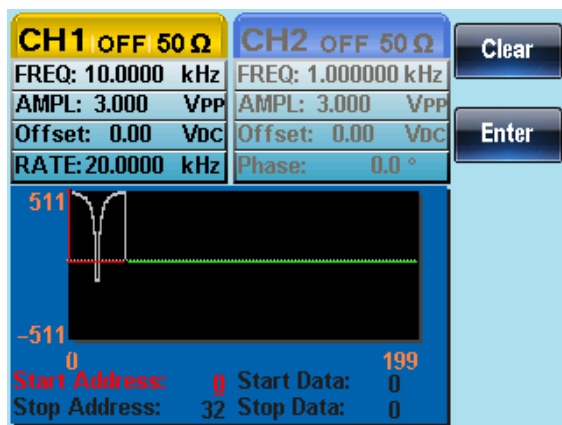 CH1 OFF 50 Ω
CH2 OFF 50 Ω
Clear
FREQ: 10.0000 kHz
FREQ: 1.000000 kHz
AMPL: 3.000 VPP
AMPL: 3.000 VPP
Offset: 0.00 VDC
Offset: 0.00 VDC
Enter
RATE: 20.0000 kHz
Phase: 0.0 °
511
-511
0
199
Start Address: 0
Start Data: 0
Stop Address: 32
Stop Data: 0